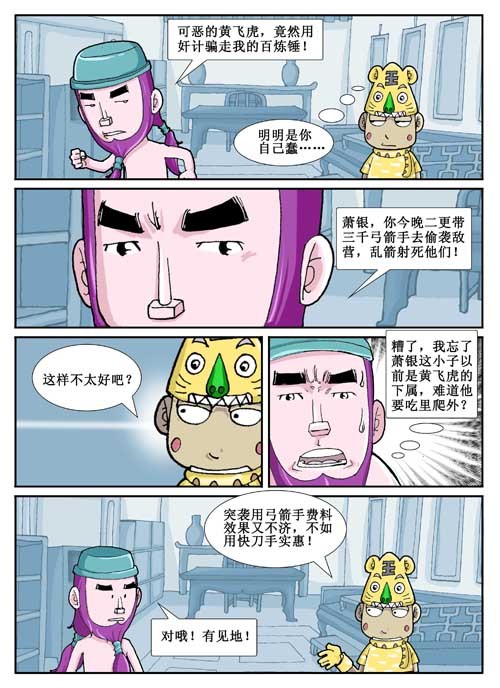 可恶的黄飞虎，竟然用
奸计骗走我的百炼锤！
明明是你
自己蠢……
萧银，你今晚二更带
三千弓箭手去偷袭敌
营，乱箭射死他们！
这样不太好吧？
糟了，我忘了
萧银这小子以
前是黄飞虎的
下属，难道他
要吃里爬外？
突袭用弓箭手费料
效果又不济，不如
用快刀手实惠！
对哦！有见地！
王
王